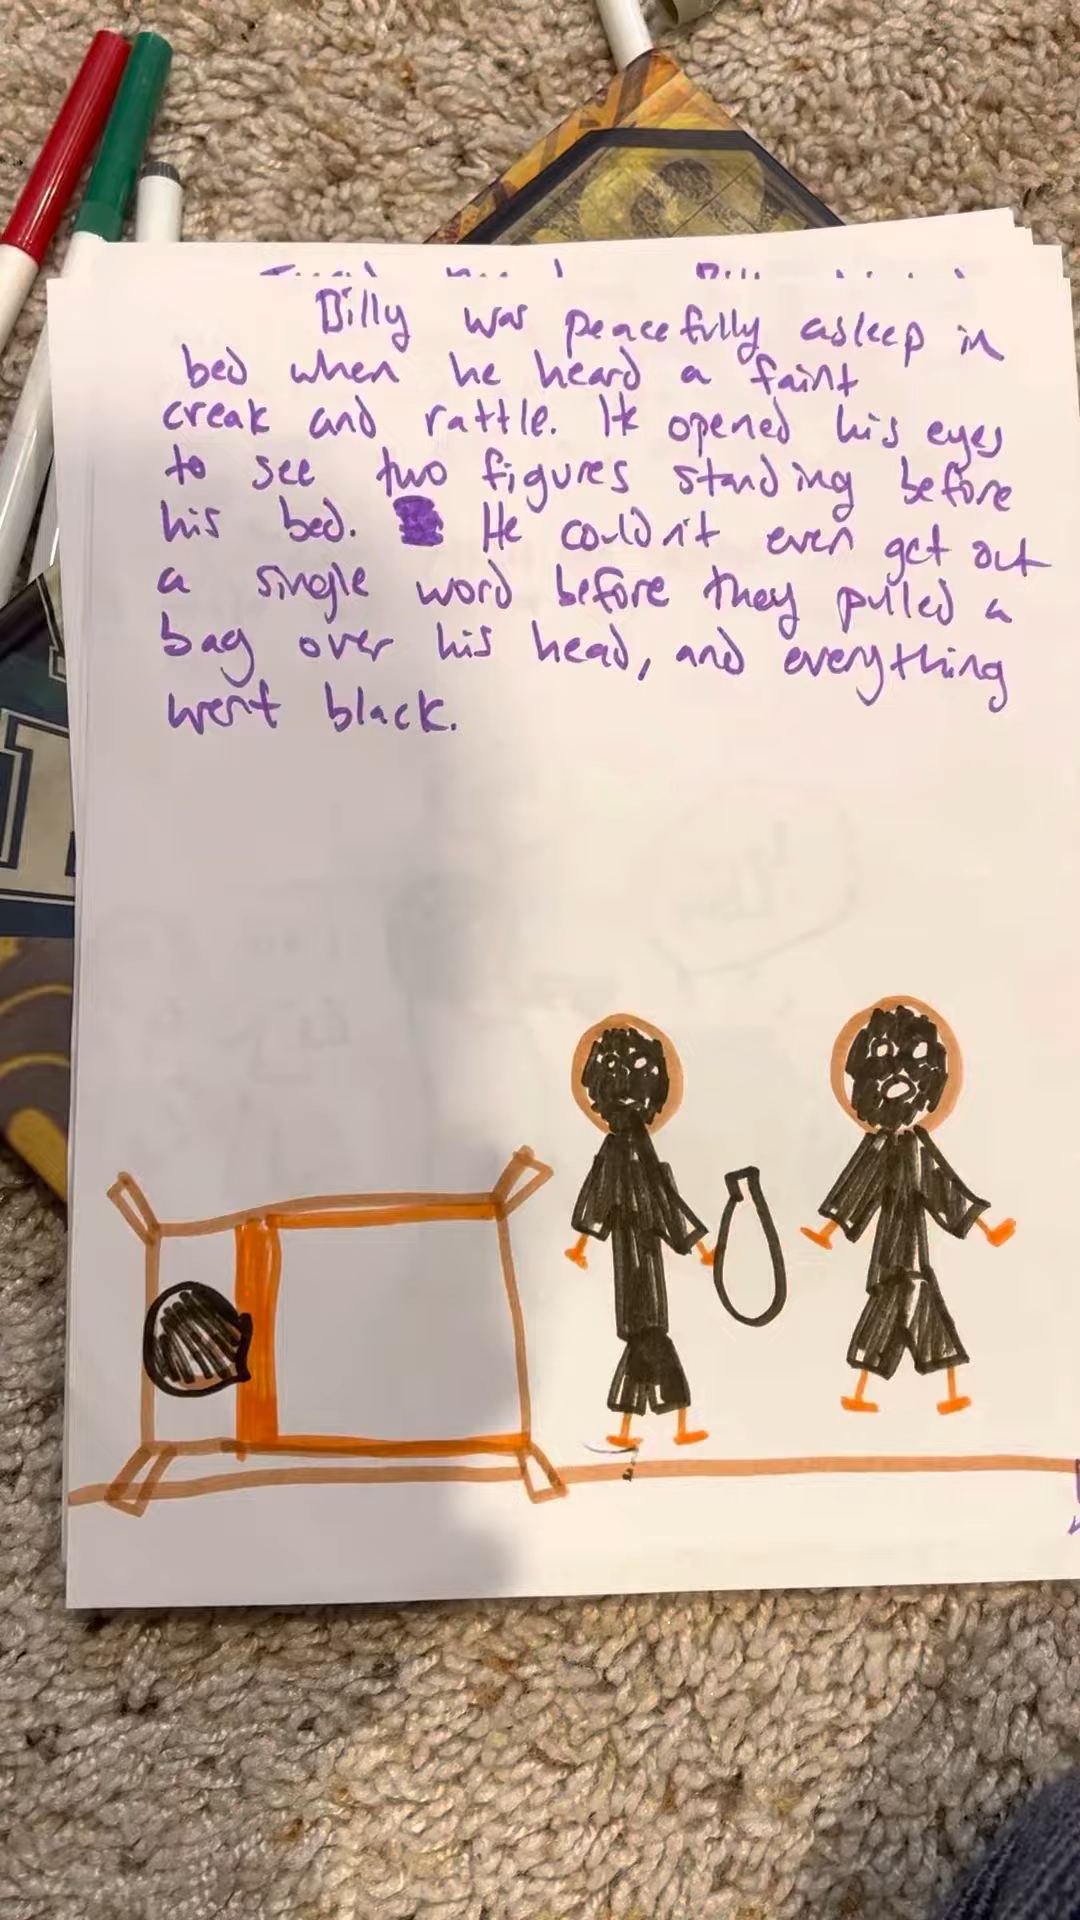 Billy was peacefully asleep in
bed when he heard a faint
creak and rattle. He opened his eyes
to see two figures standing before
his bed. He couldn't even get out
a single word before they pulled a
bag over his head, and everything
went black.